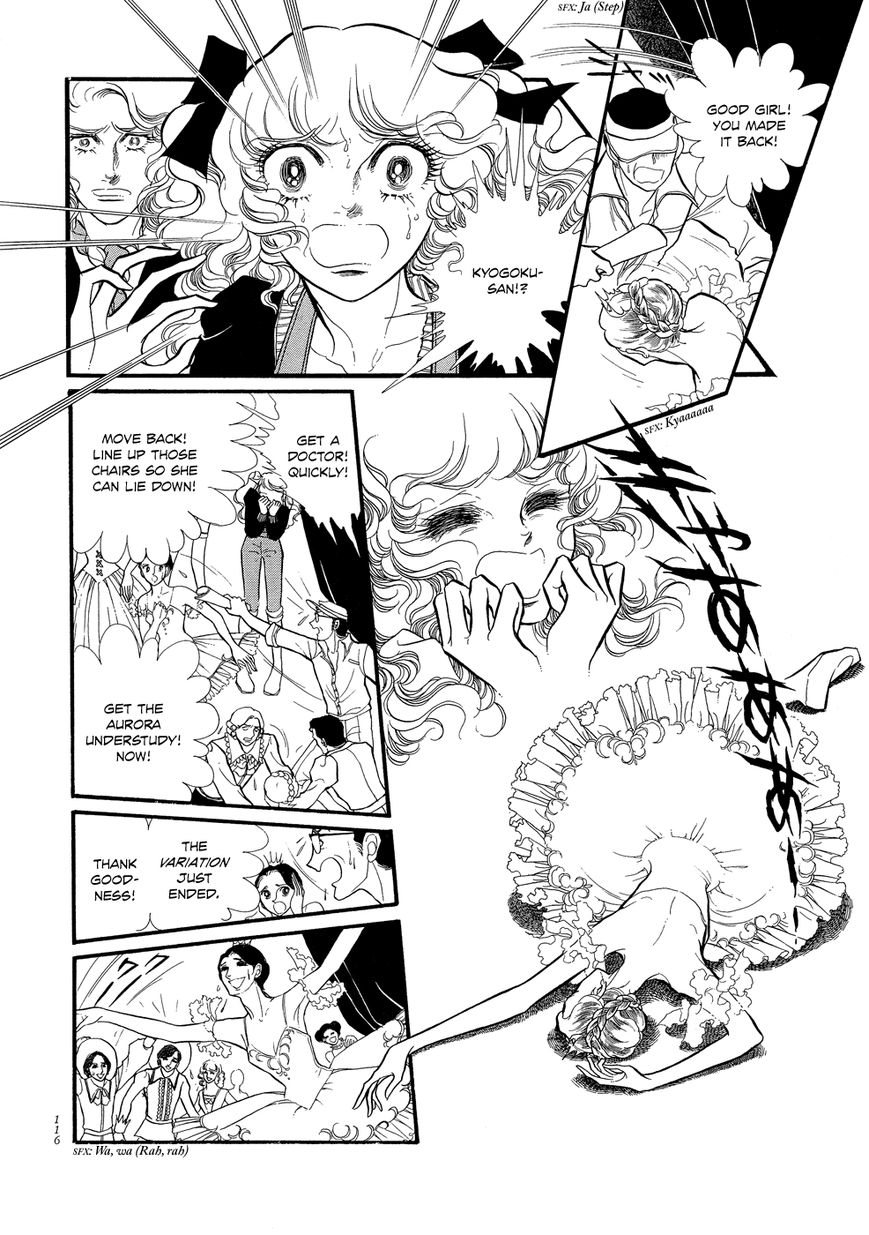 SFX: Ja (Step)
GOOD GIRL!
YOU MADE
IT BACK!
KYOGOKU-
SAN!?
SFX: Kyaaaaaa
GET A
DOCTOR!
QUICKLY!
MOVE BACK!
LINE UP THOSE
CHAIRS SO SHE
CAN LIE DOWN!
GET THE
AURORA
UNDERSTUDY!
NOW!
THE
VARIATION
JUST
ENDED.
THANK
GOOD-
NESS!
ワワ
SFX: Wa, wa (Rah, rah)
116